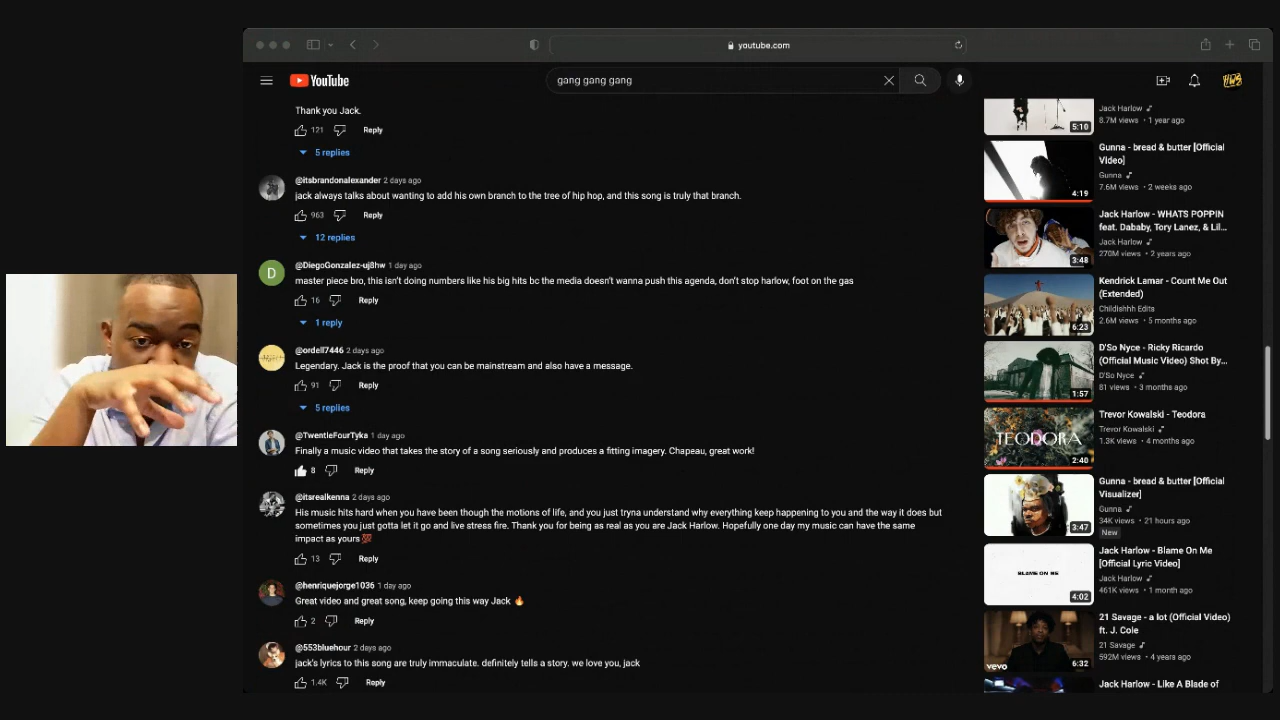 youtube.com
YouTube
gang gang gang
Thank you Jack.
121 Reply
5 replies
@itsbrandonalexander 2 days ago
jack always talks about wanting to add his own branch to the tree of hip hop, and this song is truly that branch.
963 Reply
12 replies
D
@DiegoGonzalez-uj8hw 1 day ago
master piece bro, this isn't doing numbers like his big hits bc the media doesn't wanna push this agenda, don't stop harlow, foot on the gas
16 Reply
1 reply
@ordell7446 2 days ago
Legendary. Jack is the proof that you can be mainstream and also have a message.
91 Reply
5 replies
@TwentleFourTyka 1 day ago
Finally a music video that takes the story of a song seriously and produces a fitting imagery. Chapeau, great work!
8 Reply
@itsrealkenna 2 days ago
His music hits hard when you have been though the motions of life, and you just tryna understand why everything keep happening to you and the way it does but
sometimes you just gotta let it go and live stress fire. Thank you for being as real as you are Jack Harlow. Hopefully one day my music can have the same
impact as yours 💯
13 Reply
@henriquejorge1036 1 day ago
Great video and great song, keep going this way Jack 🔥
2 Reply
@553bluehour 2 days ago
jack's lyrics to this song are truly immaculate. definitely tells a story. we love you, jack
1.4K Reply
5:10
Jack Harlow
8.7M views • 1 year ago
4:19
Gunna - bread & butter [Official
Video]
Gunna
7.6M views • 2 weeks ago
3:48
Jack Harlow - WHATS POPPIN
feat. Dababy, Tory Lanez, & Lil...
Jack Harlow
270M views • 2 years ago
6:23
Kendrick Lamar - Count Me Out
(Extended)
Childishhh Edits
2.6M views • 5 months ago
1:57
D'So Nyce - Ricky Ricardo
(Official Music Video) Shot By...
D'So Nyce
81 views • 3 months ago
TEODORA
2:40
Trevor Kowalski - Teodora
Trevor Kowalski
1.3K views • 4 months ago
3:47
Gunna - bread & butter [Official
Visualizer]
Gunna
34K views • 21 hours ago
New
BLAME ON ME
4:02
Jack Harlow - Blame On Me
[Official Lyric Video]
Jack Harlow
461K views • 1 month ago
vevo
6:32
21 Savage - a lot (Official Video)
ft. J. Cole
21 Savage
592M views • 4 years ago
Jack Harlow - Like A Blade of